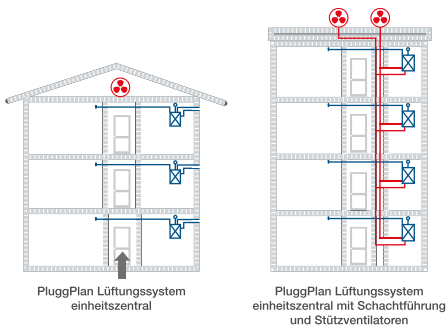 PluggPlan Lüftungssystem
einheitszentral
PluggPlan Lüftungssystem
einheitszentral mit Schachtführung
und Stützventilatoren